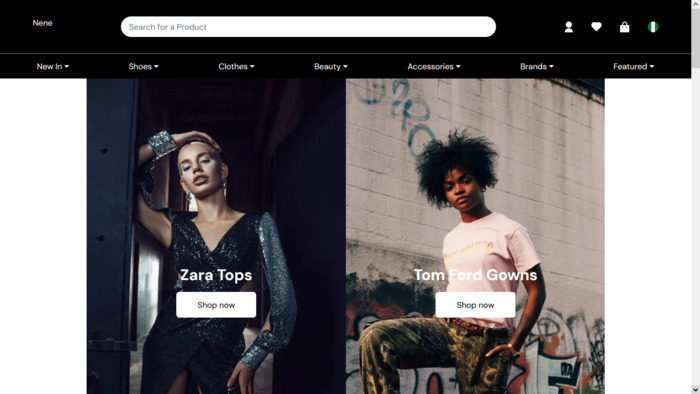 Nene
Search for a Product
New In
Shoes
Clothes
Beauty
Accessories
Brands
Featured
Zara Tops
Tom Ford Gowns
Shop now
Shop now